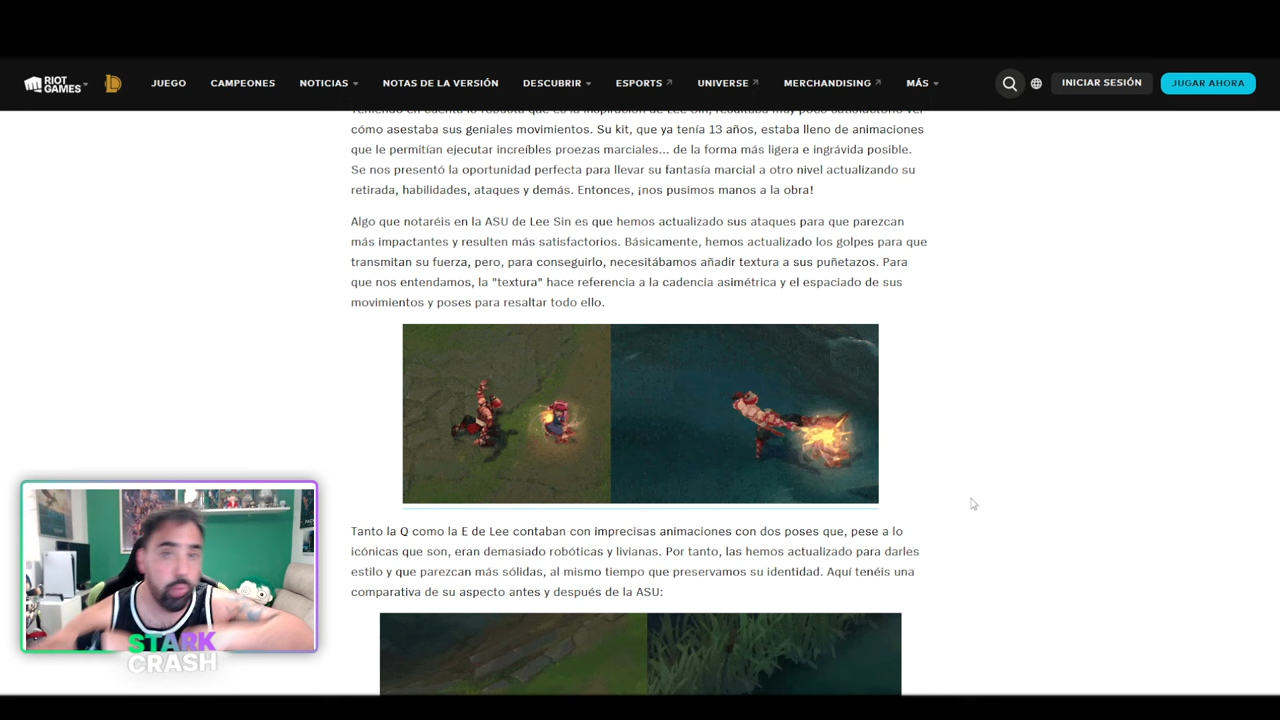 RIOT
GAMES
JUEGO
CAMPEONES
NOTICIAS
NOTAS DE LA VERSIÓN
DESCUBRIR
ESPORTS
UNIVERSE
MERCHANDISING
MÁS
INICIAR SESIÓN
JUGAR AHORA
Teniendo en cuenta lo robusta que es la inspiración de Lee Sin, resultaba muy poco satisfactorio ver
cómo asestaba sus geniales movimientos. Su kit, que ya tenía 13 años, estaba lleno de animaciones
que le permitían ejecutar increíbles proezas marciales... de la forma más ligera e ingrávida posible.
Se nos presentó la oportunidad perfecta para llevar su fantasía marcial a otro nivel actualizando su
retirada, habilidades, ataques y demás. Entonces, ¡nos pusimos manos a la obra!
Algo que notaréis en la ASU de Lee Sin es que hemos actualizado sus ataques para que parezcan
más impactantes y resulten más satisfactorios. Básicamente, hemos actualizado los golpes para que
transmitan su fuerza, pero, para conseguirlo, necesitábamos añadir textura a sus puñetazos. Para
que nos entendamos, la "textura" hace referencia a la cadencia asimétrica y el espaciado de sus
movimientos y poses para resaltar todo ello.
Tanto la Q como la E de Lee contaban con imprecisas animaciones con dos poses que, pese a lo
icónicas que son, eran demasiado robóticas y livianas. Por tanto, las hemos actualizado para darles
estilo y que parezcan más sólidas, al mismo tiempo que preservamos su identidad. Aquí tenéis una
comparativa de su aspecto antes y después de la ASU:
STARK
CRASH